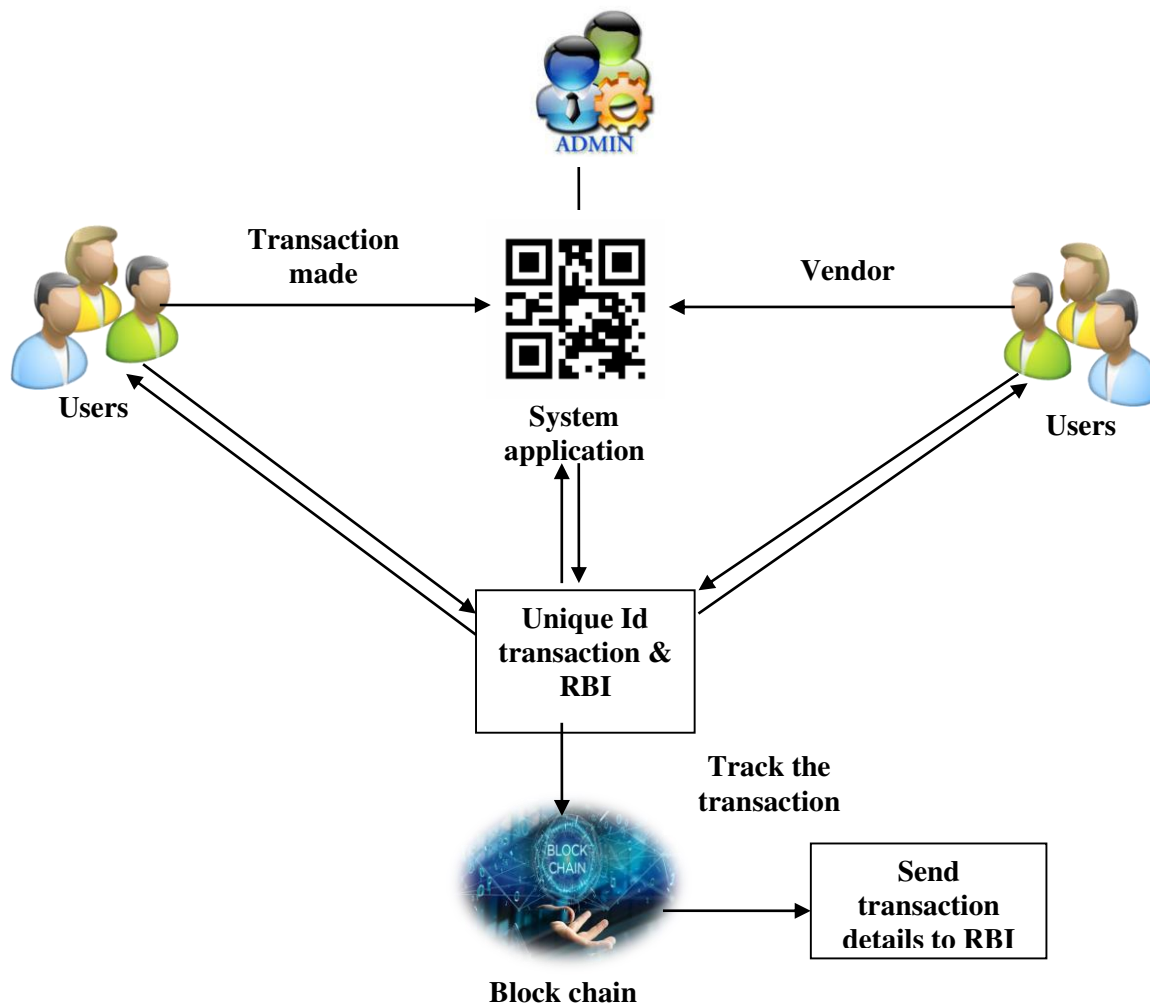 ADMIN
Transaction
made
Vendor
Users
System
application
Users
Unique Id
transaction &
RBI
Track the
transaction
BLOCK
CHAIN
Send
transaction
details to RBI
Block chain